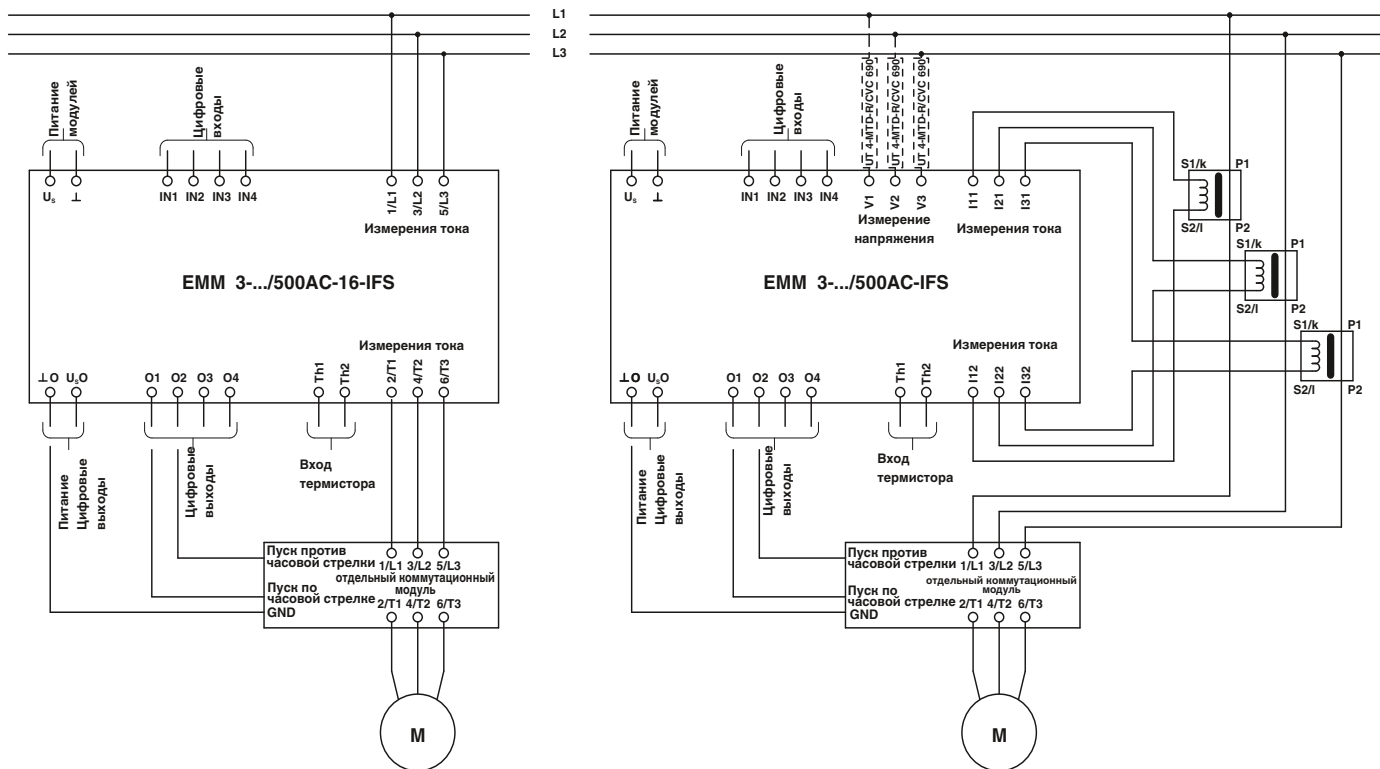 L1
L2
L3
Питание
модулей
Цифровые
входы
Us
⊥
IN1
IN2
IN3
IN4
1/L1
3/L2
5/L3
Измерения тока
EMM 3-.../500AC-16-IFS
Измерения тока
⊥O
UsO
O1
O2
O3
O4
Th1
Th2
2/T1
4/T2
6/T3
Питание
Цифровые
выходы
Цифровые
выходы
Вход
термистора
Пуск против
часовой стрелки
1/L1 3/L2 5/L3
отдельный коммутационный
модуль
Пуск по
часовой стрелке
2/T1 4/T2 6/T3
GND
M
Питание
модулей
Цифровые
входы
UT 4-MTD-R/CVC 690
UT 4-MTD-R/CVC 690
UT 4-MTD-R/CVC 690
Us
⊥
IN1
IN2
IN3
IN4
V1
V2
V3
Измерение
напряжения
I11
I21
I31
Измерения тока
EMM 3-.../500AC-IFS
Измерения тока
⊥O
UsO
O1
O2
O3
O4
Th1
Th2
I12
I22
I32
S1/k
P1
S2/l
P2
S1/k
P1
S2/l
P2
S1/k
P1
S2/l
P2
Питание
Цифровые
выходы
Цифровые
выходы
Вход
термистора
Пуск против
часовой стрелки
1/L1 3/L2 5/L3
отдельный коммутационный
модуль
Пуск по
часовой стрелке
2/T1 4/T2 6/T3
GND
M